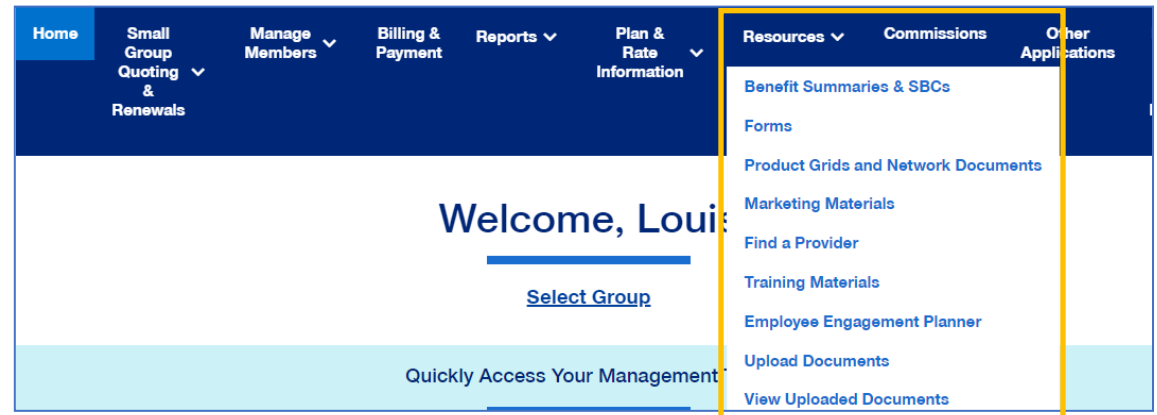 Home
Small
Group
Quoting
&
Renewals
Manage
Members
Billing &
Payment
Reports
Plan &
Rate
Information
Resources
Commissions
Other
Applications
Benefit Summaries & SBCs
Forms
Product Grids and Network Documents
Marketing Materials
Find a Provider
Training Materials
Employee Engagement Planner
Upload Documents
View Uploaded Documents
Welcome, Loui
Select Group
Quickly Access Your Management